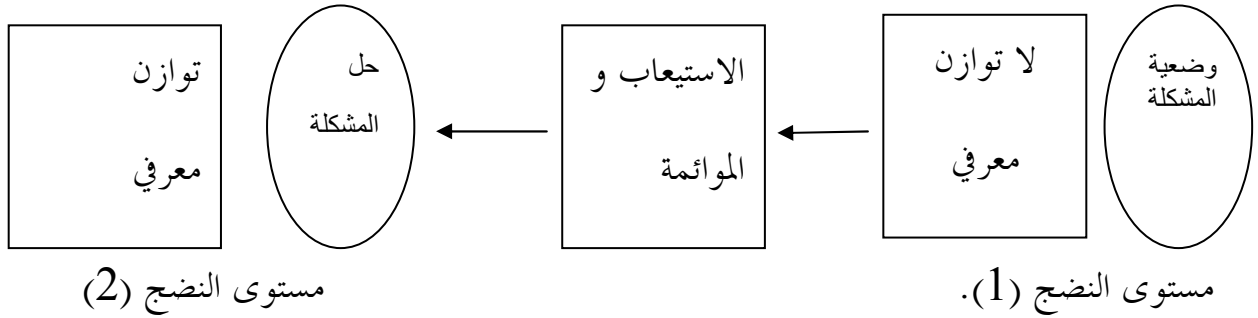 وضعية
المشكلة
لا توازن
معرفي
الاستيعاب و
الموائمة
حل
المشكلة
توازن
معرفي
مستوى النضج (1).
مستوى النضج (2)